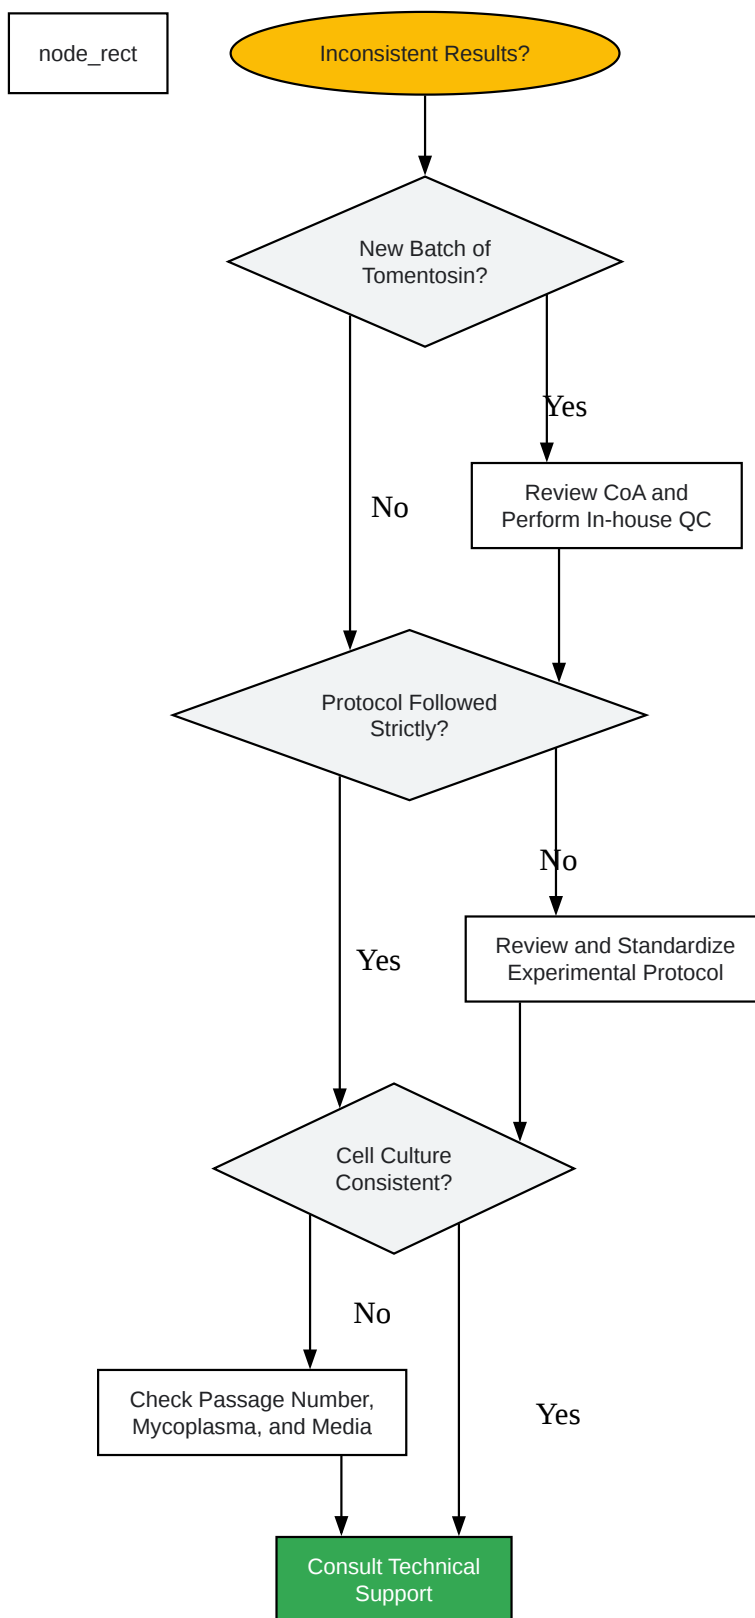 node_rect
Inconsistent Results?
New Batch of
Tomentosin?
Yes
Review CoA and
Perform In-house QC
No
Protocol Followed
Strictly?
No
Review and Standardize
Experimental Protocol
Yes
Cell Culture
Consistent?
No
Check Passage Number,
Mycoplasma, and Media
Yes
Consult Technical
Support